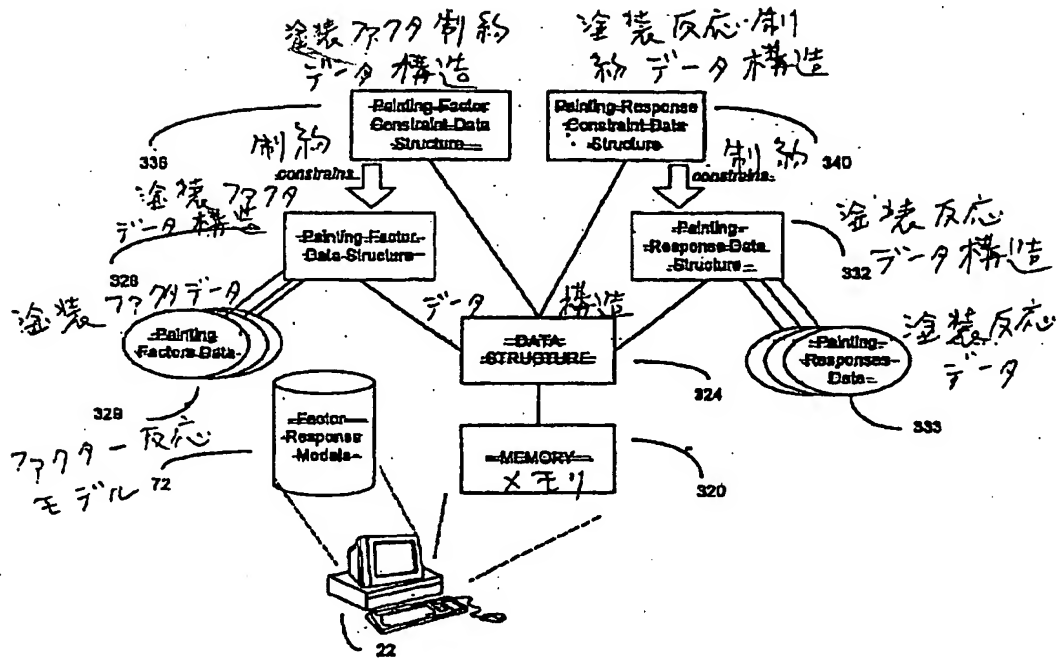 塗装ファクタ制約
データ構造
塗装反応制
約データ構造
Painting Factor
Constraint Data
Structure
Painting Response
Constraint Data
Structure
336
制約
constrains
制約
constrains
340
塗装ファクタ
データ構造
328
Painting Factor
Data Structure
Painting
Response Data
Structure
332
塗装反応
データ構造
塗装ファクタデータ
Painting
Factors Data
329
データ 構造
DATA
STRUCTURE
324
Painting
Responses
Data
333
塗装反応
データ
ファクター反応
モデル
72
Factor
Response
Models
MEMORY
メモリ
320
22